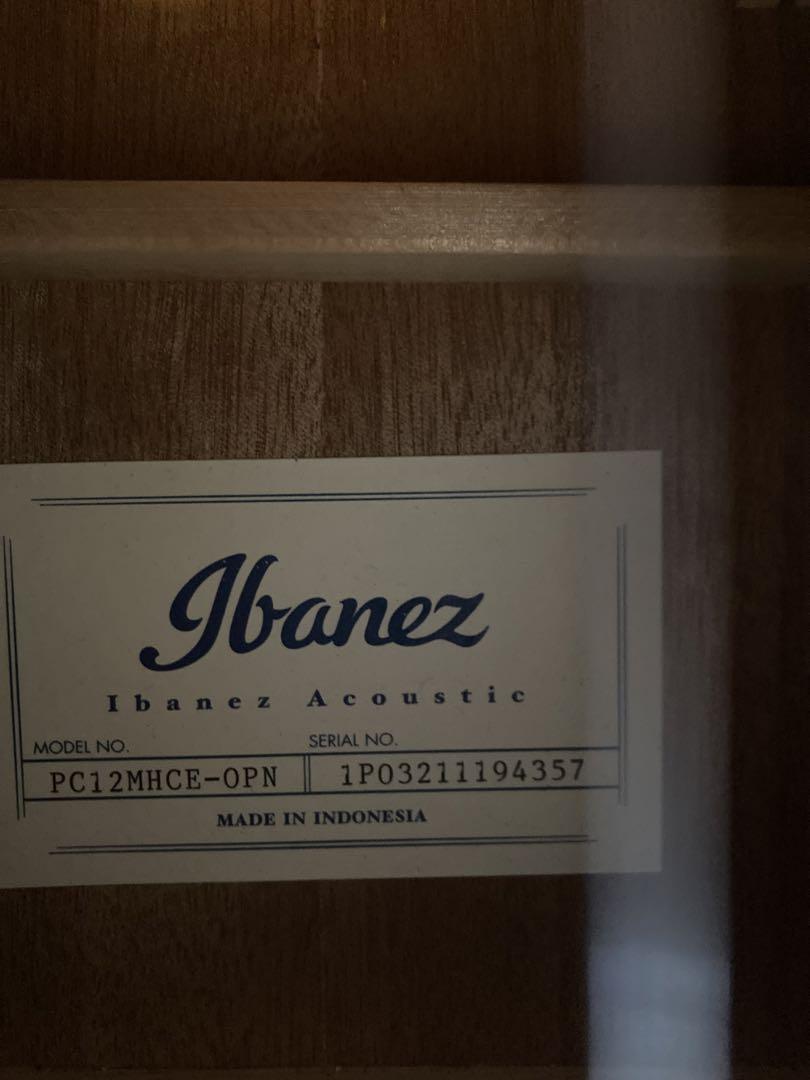 Ibanez
Ibanez Acoustic
MODEL NO. SERIAL NO.
PC12MHCE-OPN 1P03211194357
MADE IN INDONESIA